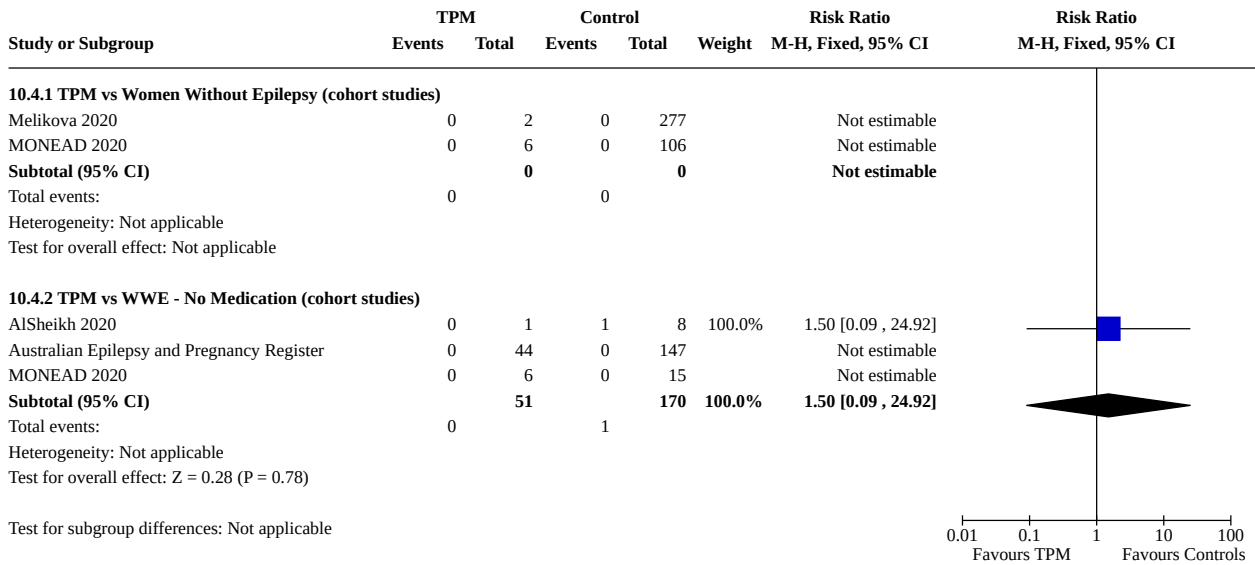 TPM Control Risk Ratio Risk Ratio
Study or Subgroup Events Total Events Total Weight M-H, Fixed, 95% CI M-H, Fixed, 95% CI
10.4.1 TPM vs Women Without Epilepsy (cohort studies)
Melikova 2020 0 2 0 277 Not estimable
MONEAD 2020 0 6 0 106 Not estimable
Subtotal (95% CI) 0 0 Not estimable
Total events: 0 0
Heterogeneity: Not applicable
Test for overall effect: Not applicable
10.4.2 TPM vs WWE - No Medication (cohort studies)
AlSheikh 2020 0 1 1 8 100.0% 1.50 [0.09 , 24.92]
Australian Epilepsy and Pregnancy Register 0 44 0 147 Not estimable
MONEAD 2020 0 6 0 15 Not estimable
Subtotal (95% CI) 51 170 100.0% 1.50 [0.09 , 24.92]
Total events: 0 1
Heterogeneity: Not applicable
Test for overall effect: Z = 0.28 (P = 0.78)
Test for subgroup differences: Not applicable
0.01 0.1 1 10 100
Favours TPM Favours Controls